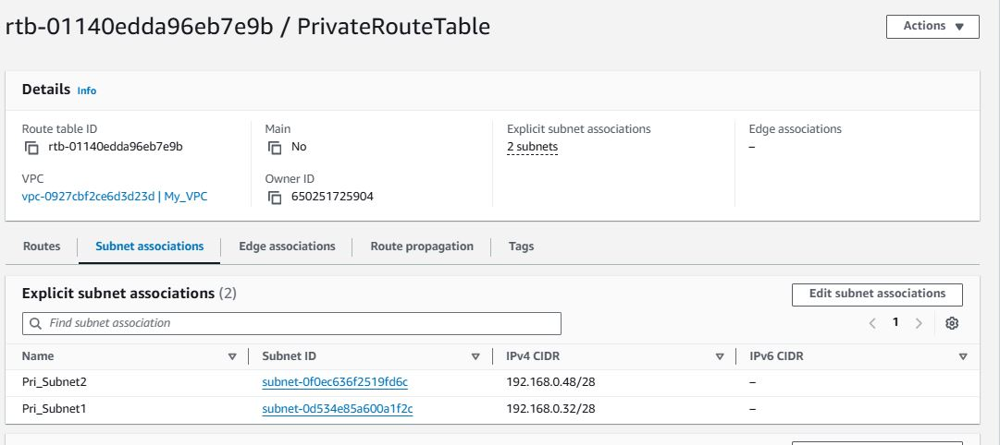 rtb-01140edda96eb7e9b / PrivateRouteTable
Actions
Details Info
Route table ID
rtb-01140edda96eb7e9b
Main
No
Explicit subnet associations
2 subnets
Edge associations
–
VPC
vpc-0927cbf2ce6d3d23d | My_VPC
Owner ID
650251725904
Routes Subnet associations Edge associations Route propagation Tags
Explicit subnet associations (2)
Edit subnet associations
Find subnet association
1
Name Subnet ID IPv4 CIDR IPv6 CIDR
Pri_Subnet2 subnet-0f0ec636f2519fd6c 192.168.0.48/28 –
Pri_Subnet1 subnet-0d534e85a600a1f2c 192.168.0.32/28 –